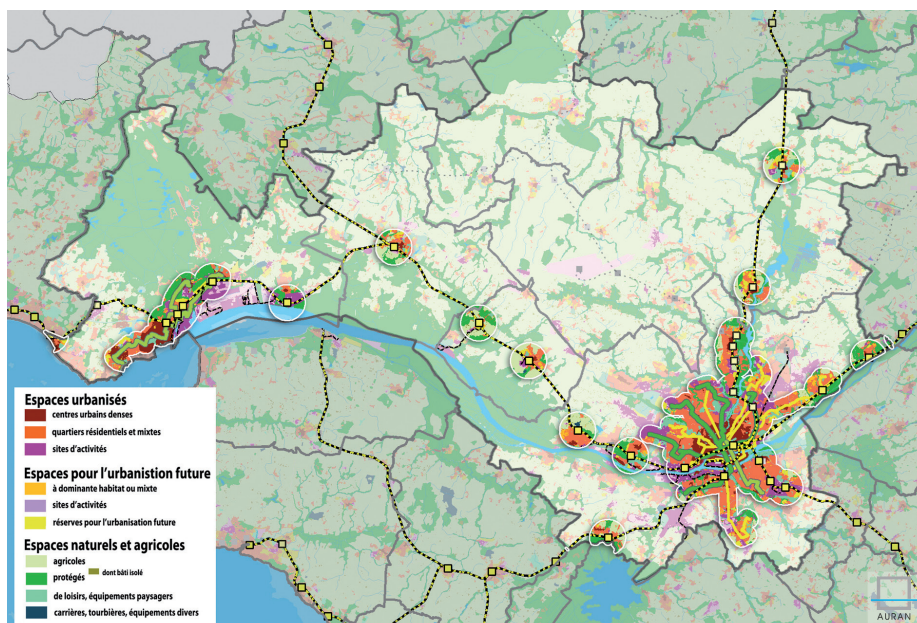 Espaces urbanisés
centres urbains denses
quartiers résidentiels et mixtes
sites d'activités
Espaces pour l'urbanistion future
à dominante habitat ou mixte
sites d'activités
réserves pour l'urbanisation future
Espaces naturels et agricoles
agricoles
dont bâti isolé
protégés
de loisirs, équipements paysagers
carrières, tourbières, équipements divers
AURAN